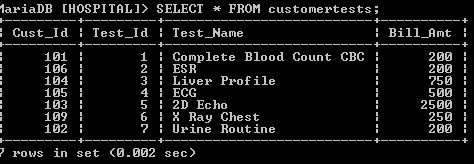 MariaDB [HOSPITAL]> SELECT * FROM customertests;
Cust_Id | Test_Id | Test_Name | Bill_Amt
101 | 1 | Complete Blood Count CBC | 200
106 | 2 | ESR | 200
104 | 3 | Liver Profile | 750
105 | 4 | ECG | 500
103 | 5 | 2D Echo | 2500
109 | 6 | X Ray Chest | 250
102 | 7 | Urine Routine | 200
7 rows in set (0.002 sec)